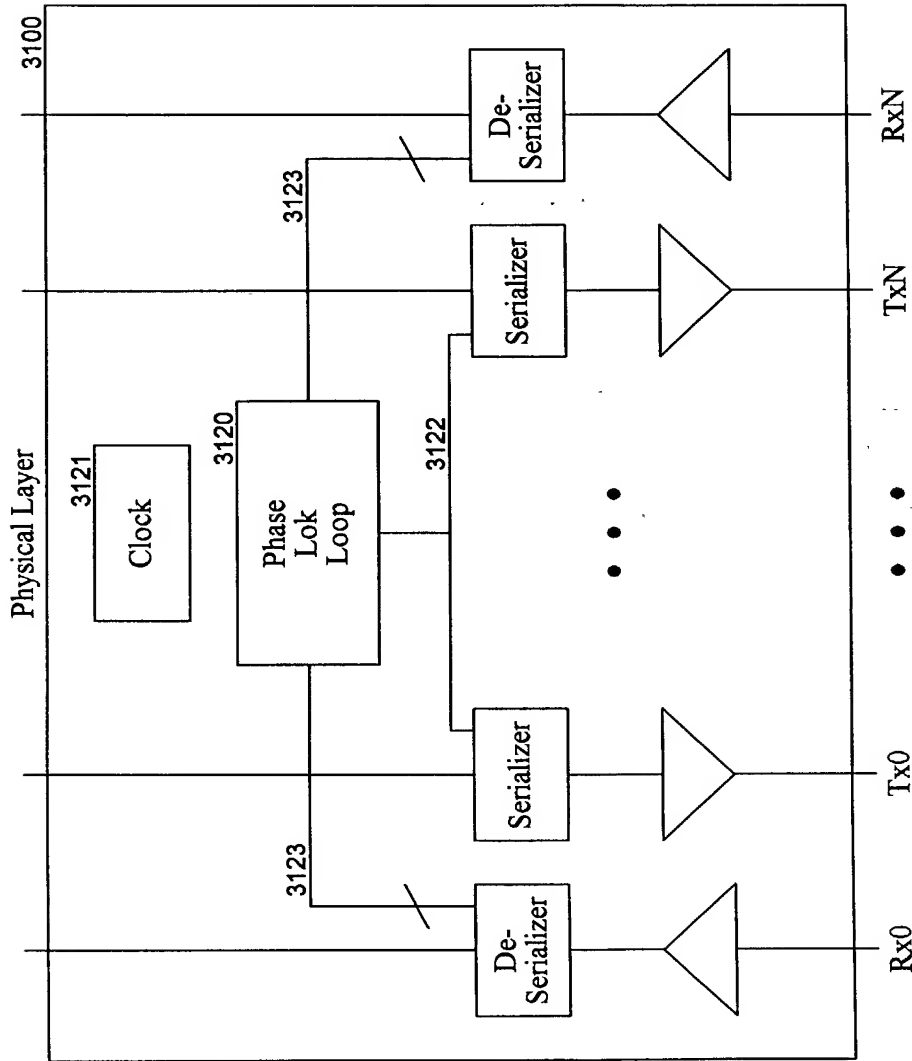 Physical Layer
3100
3121
Clock
3120
Phase
Lok
Loop
3123
3123
3122
De-
Serializer
Serializer
Serializer
De-
Serializer
Rx0
Tx0
TxN
RxN